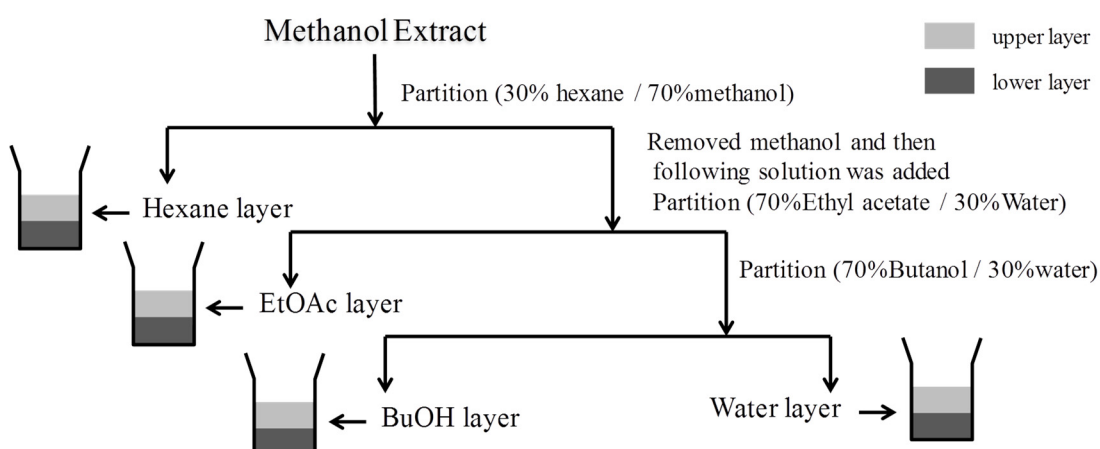 Methanol Extract
upper layer
lower layer
Partition (30% hexane / 70%methanol)
Removed methanol and then
following solution was added
Partition (70%Ethyl acetate / 30%Water)
Hexane layer
Partition (70%Butanol / 30%water)
EtOAc layer
BuOH layer
Water layer